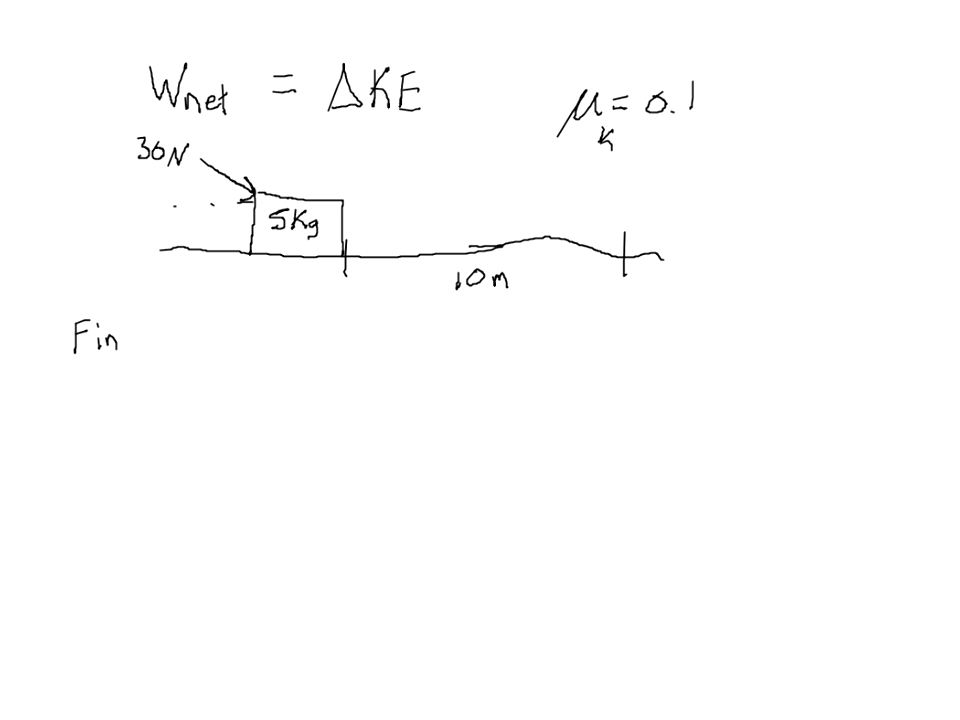 Wnet = ΔKE
μk = 0.1
30N
5Kg
10m
Fin